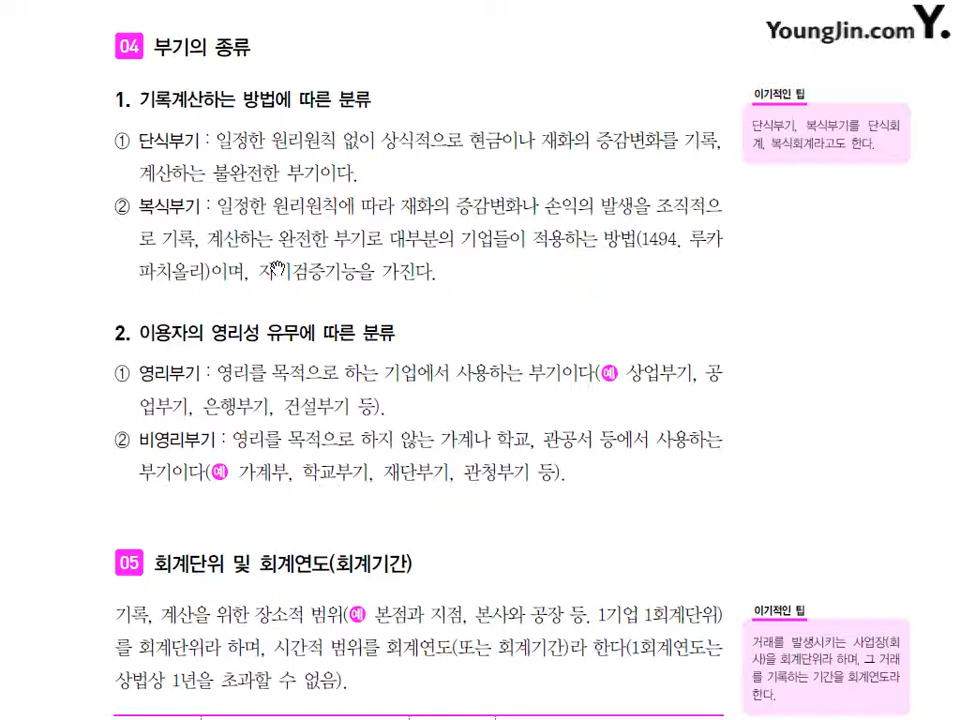 YoungJin.com Y.
04 부기의 종류
1. 기록계산하는 방법에 따른 분류
① 단식부기 : 일정한 원리원칙 없이 상식적으로 현금이나 재화의 증감변화를 기록,
계산하는 불완전한 부기이다.
② 복식부기 : 일정한 원리원칙에 따라 재화의 증감변화나 손익의 발생을 조직적으
로 기록, 계산하는 완전한 부기로 대부분의 기업들이 적용하는 방법(1494. 루카
파치올리)이며, 자기검증기능을 가진다.
이기적인 팁
단식부기, 복식부기를 단식회
계, 복식회계라고도 한다.
2. 이용자의 영리성 유무에 따른 분류
① 영리부기 : 영리를 목적으로 하는 기업에서 사용하는 부기이다(예 상업부기, 공
업부기, 은행부기, 건설부기 등).
② 비영리부기 : 영리를 목적으로 하지 않는 가계나 학교, 관공서 등에서 사용하는
부기이다(예 가계부, 학교부기, 재단부기, 관청부기 등).
05 회계단위 및 회계연도(회계기간)
기록, 계산을 위한 장소적 범위(예 본점과 지점, 본사와 공장 등. 1기업 1회계단위)
를 회계단위라 하며, 시간적 범위를 회계연도(또는 회계기간)라 한다(1회계연도는
상법상 1년을 초과할 수 없음).
이기적인 팁
거래를 발생시키는 사업장(회
사)을 회계단위라 하며, 그 거래
를 기록하는 기간을 회계연도라
한다.